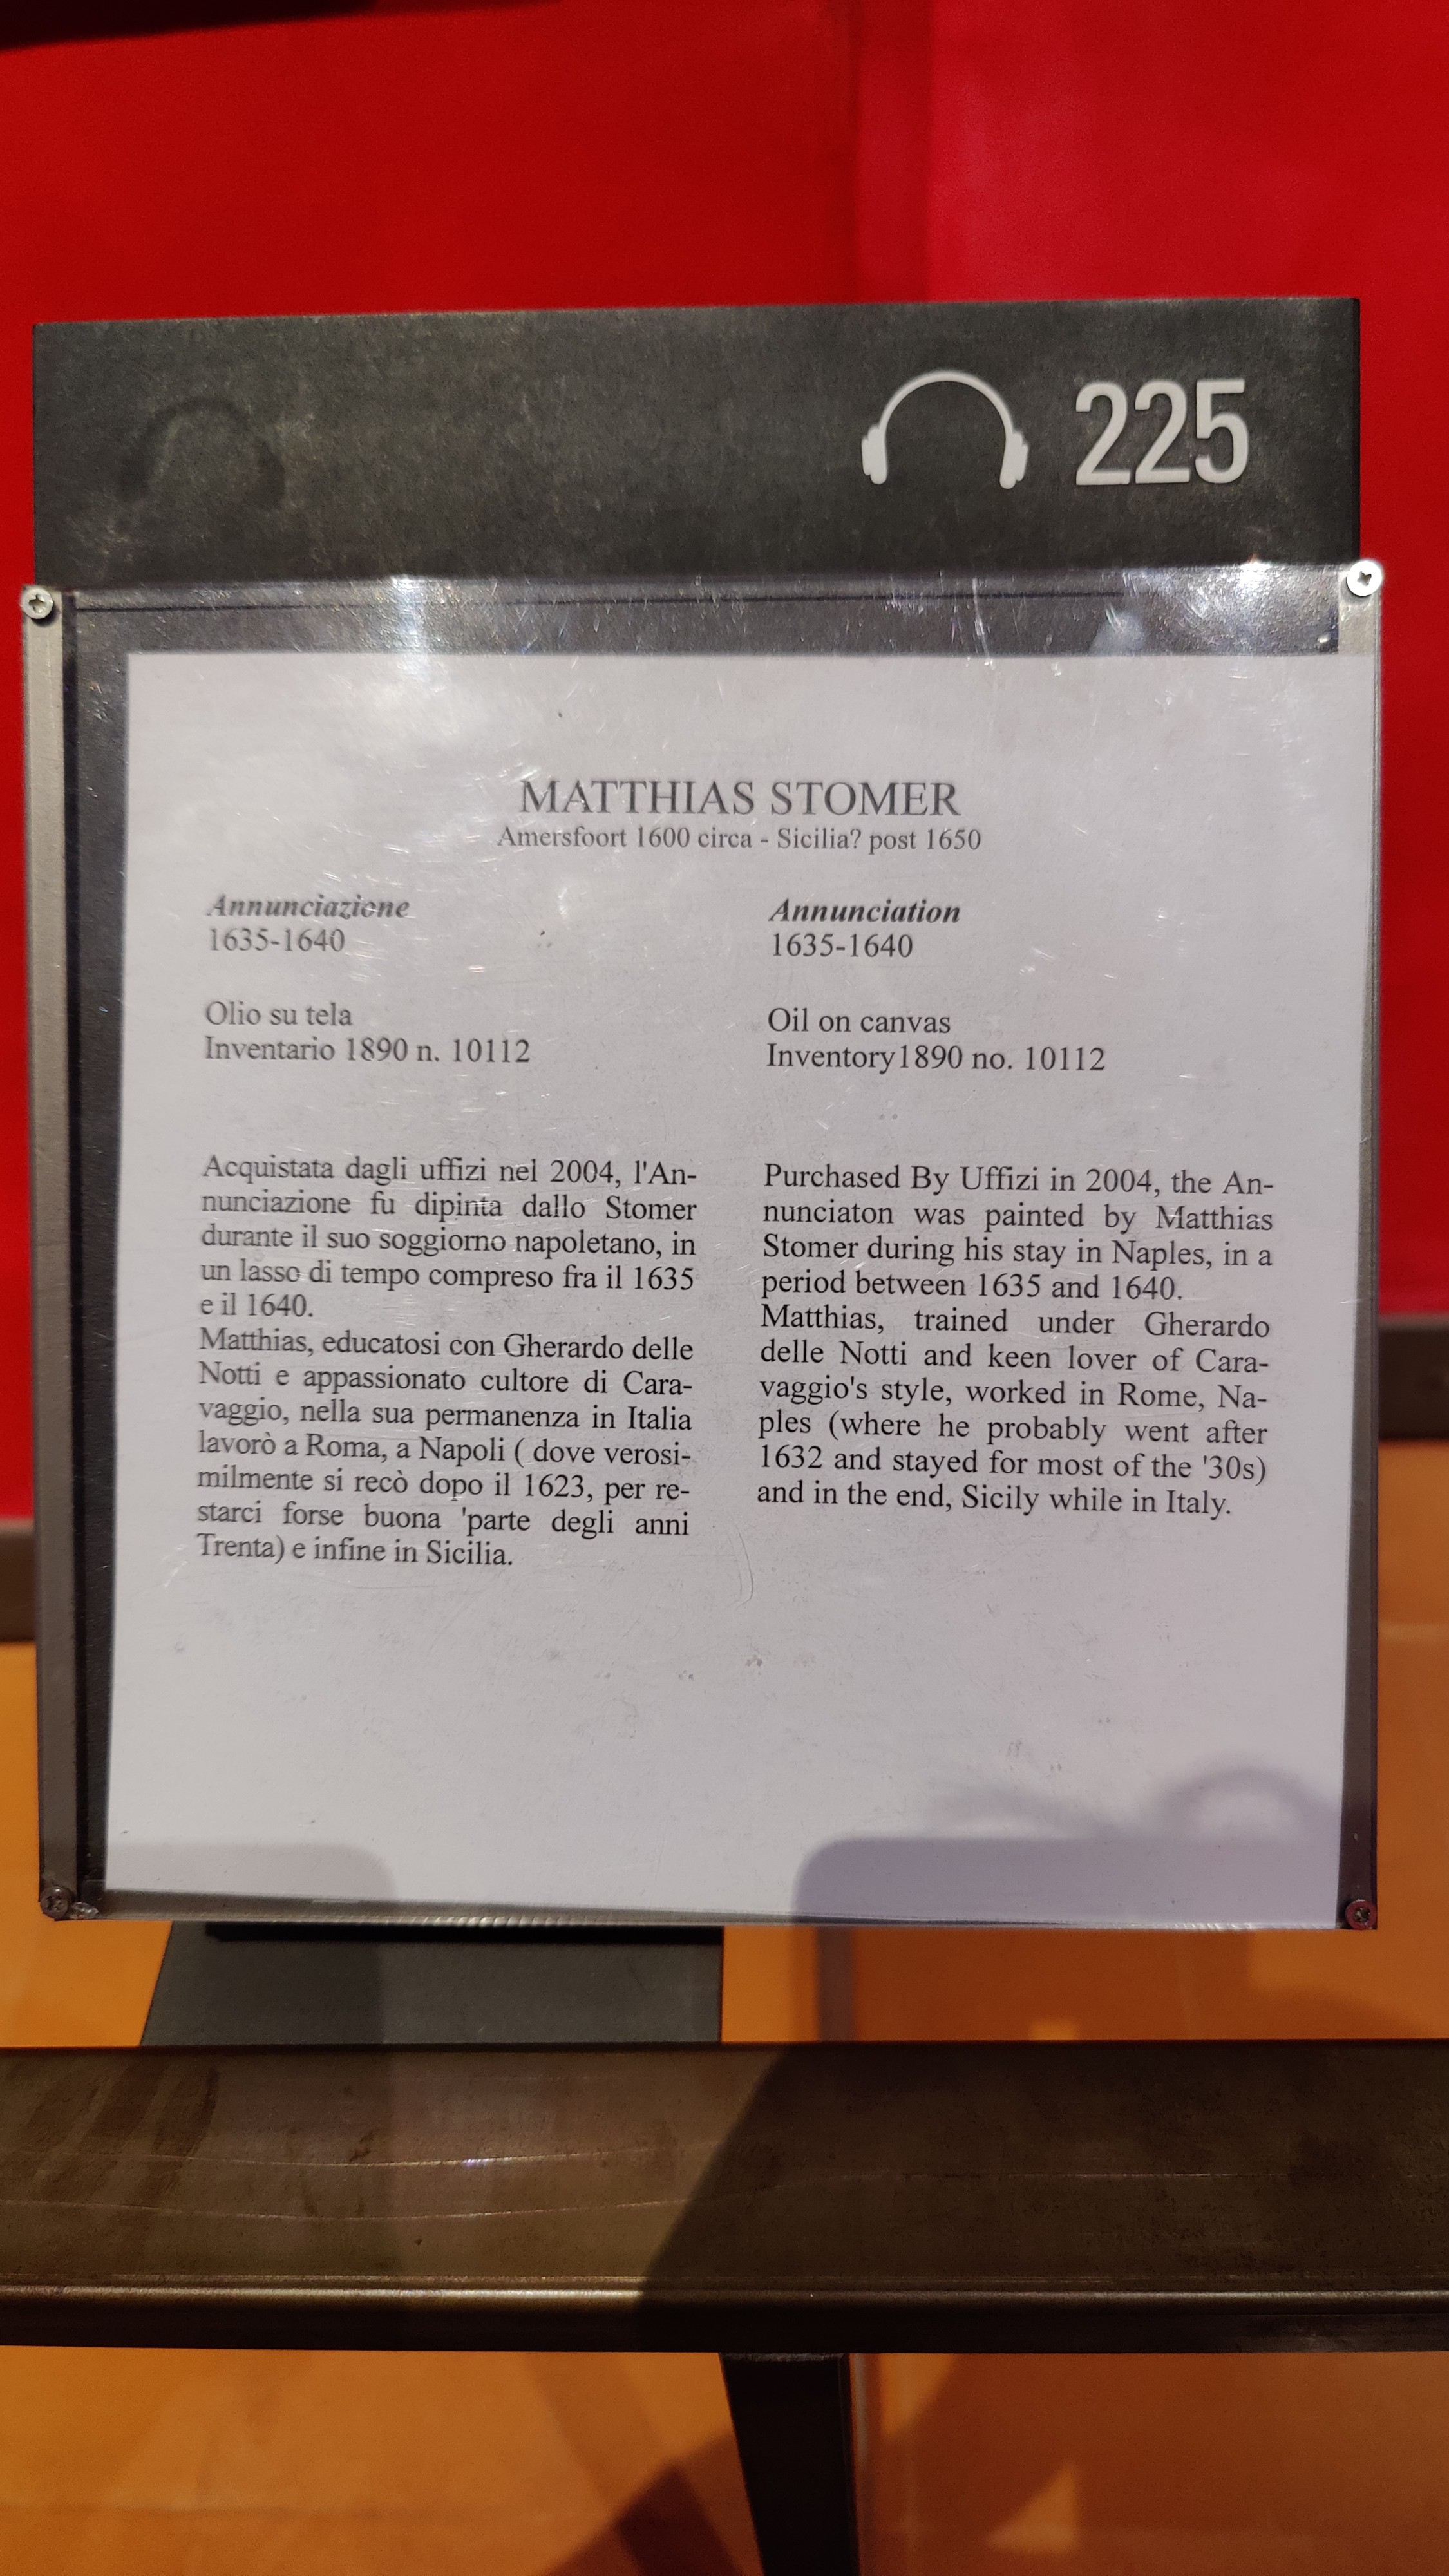 225
MATTHIAS STOMER
Amersfoort 1600 circa - Sicilia? post 1650
Annunciazione
1635-1640
Olio su tela
Inventario 1890 n. 10112
Acquistata dagli uffizi nel 2004, l'An-
nunciazione fu dipinta dallo Stomer
durante il suo soggiorno napoletano, in
un lasso di tempo compreso fra il 1635
e il 1640.
Matthias, educatosi con Gherardo delle
Notti e appassionato cultore di Cara-
vaggio, nella sua permanenza in Italia
lavorò a Roma, a Napoli ( dove verosi-
milmente si recò dopo il 1623, per re-
starci forse buona 'parte degli anni
Trenta) e infine in Sicilia.
Annunciation
1635-1640
Oil on canvas
Inventory1890 no. 10112
Purchased By Uffizi in 2004, the An-
nunciaton was painted by Matthias
Stomer during his stay in Naples, in a
period between 1635 and 1640.
Matthias, trained under Gherardo
delle Notti and keen lover of Cara-
vaggio's style, worked in Rome, Na-
ples (where he probably went after
1632 and stayed for most of the '30s)
and in the end, Sicily while in Italy.